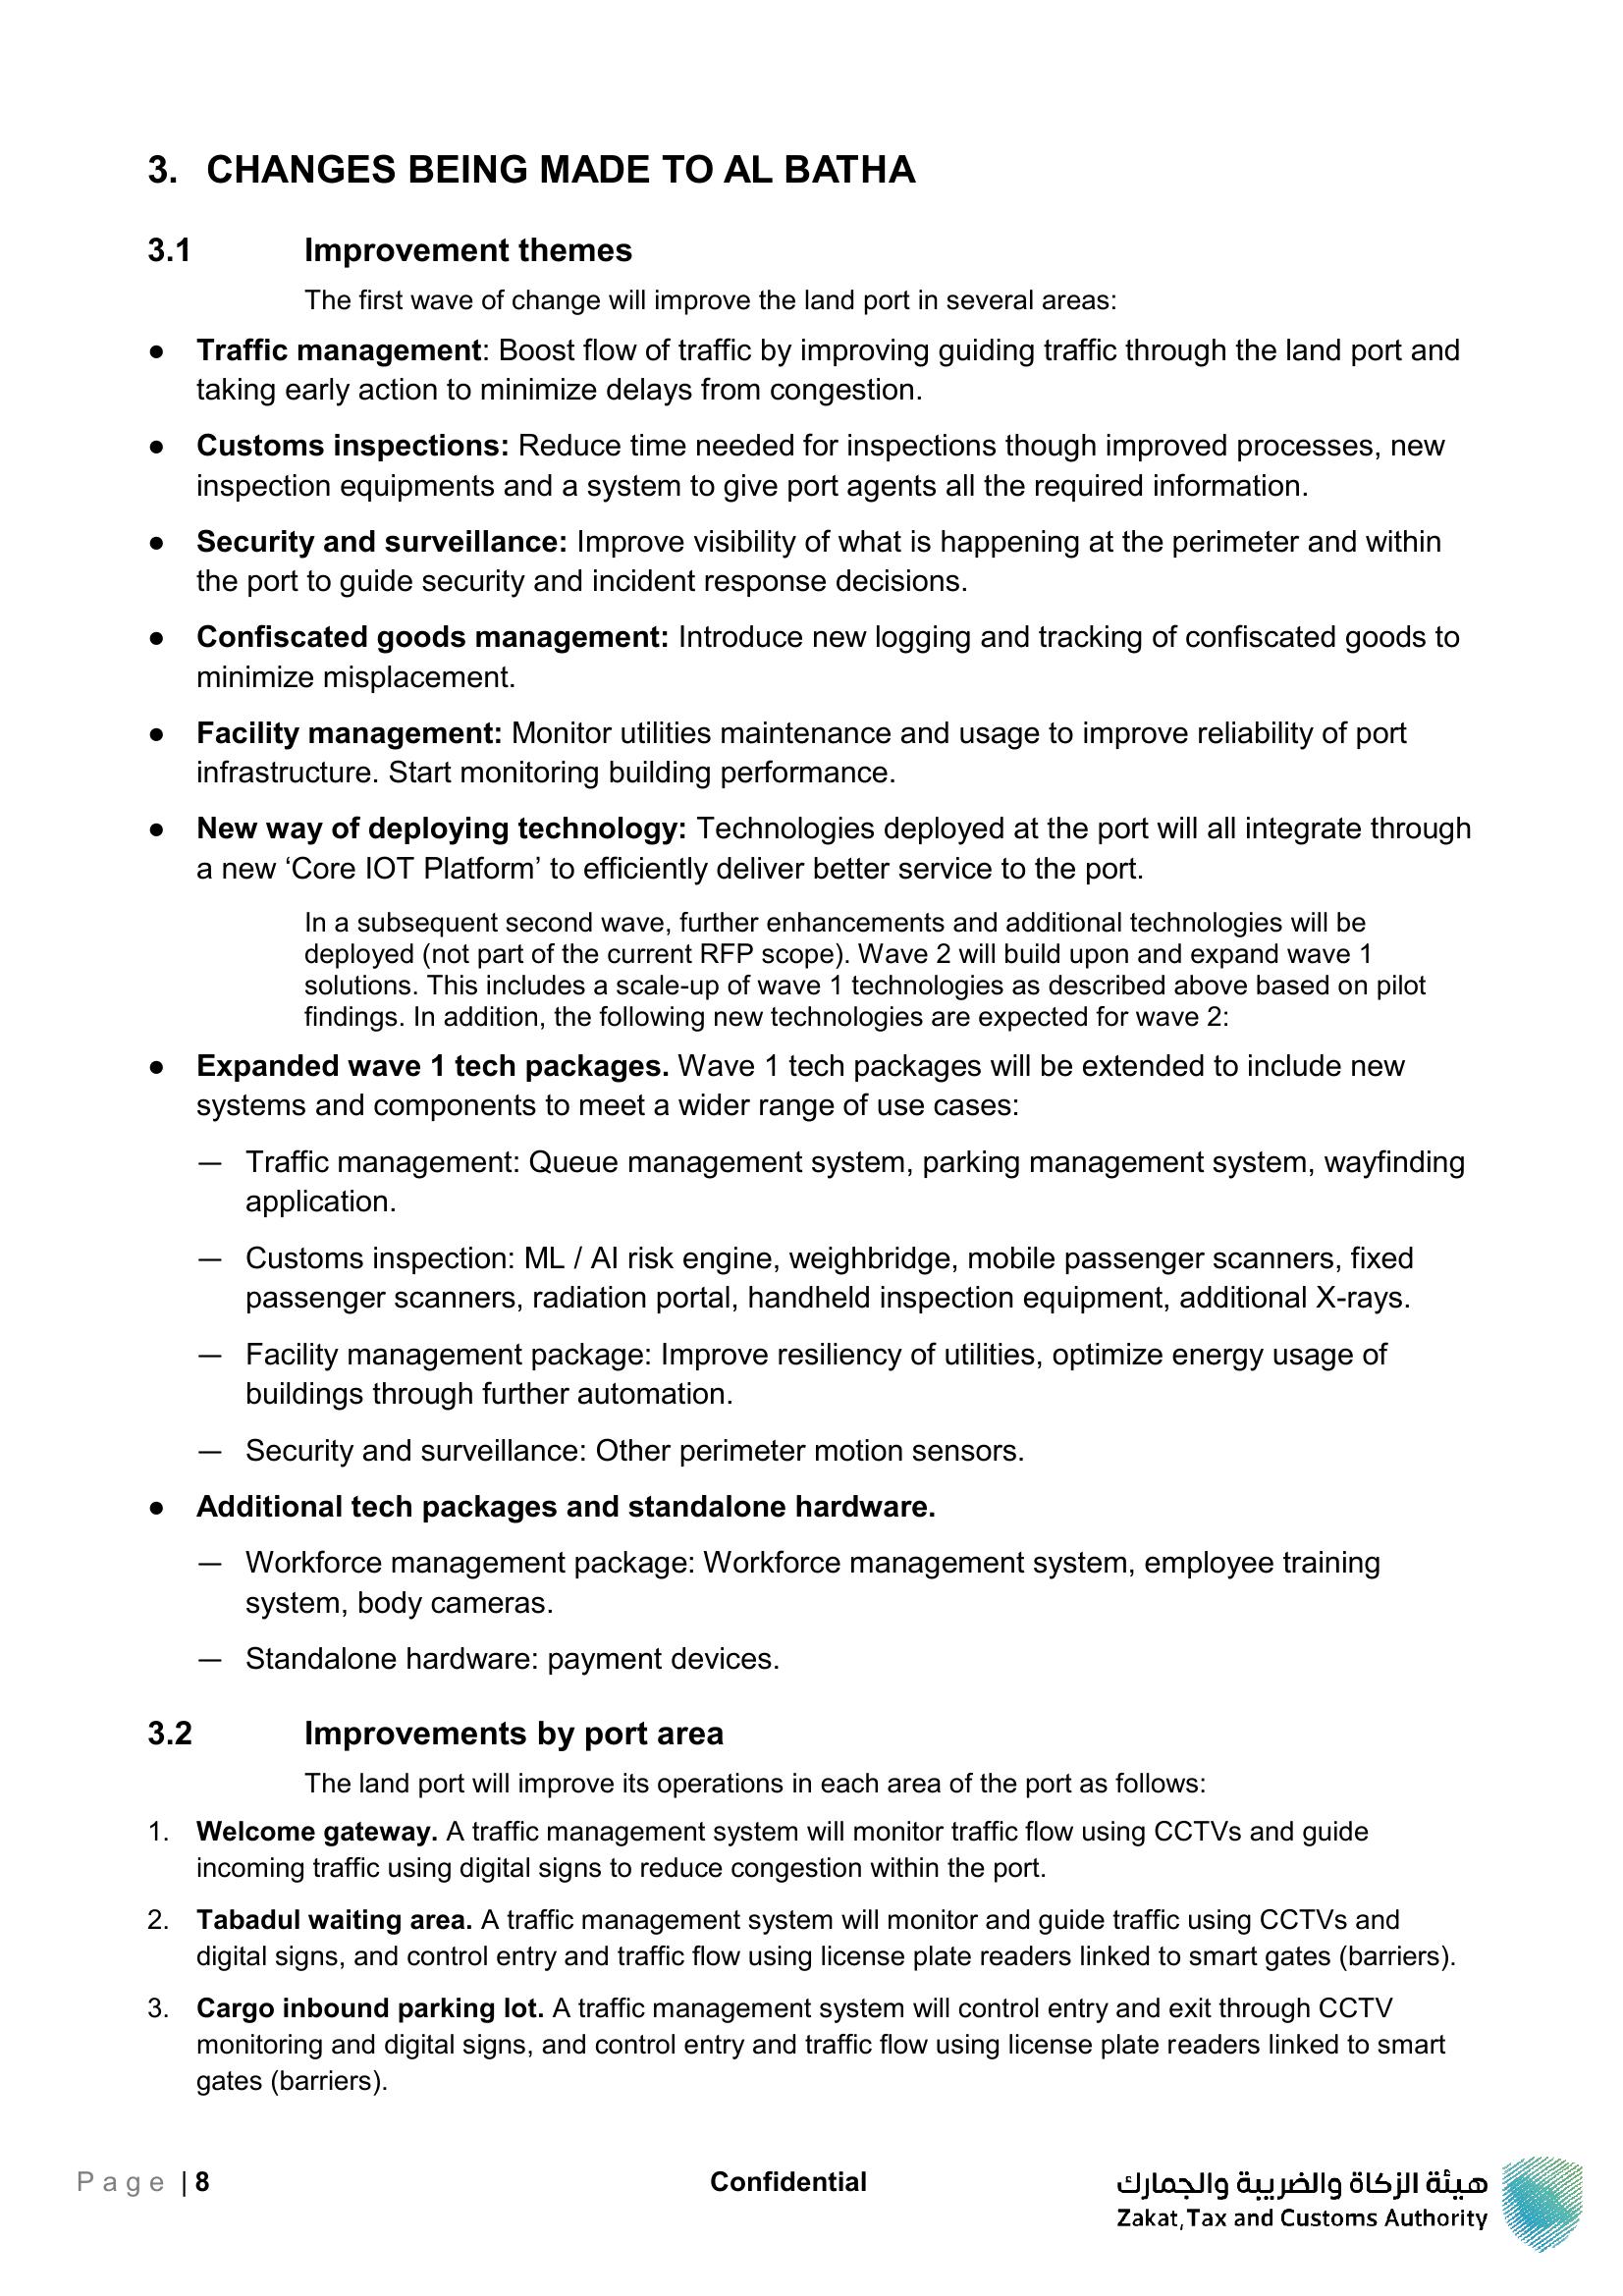 3. CHANGES BEING MADE TO AL BATHA
3.1 Improvement themes
The first wave of change will improve the land port in several areas:
● Traffic management: Boost flow of traffic by improving guiding traffic through the land port and
taking early action to minimize delays from congestion.
● Customs inspections: Reduce time needed for inspections though improved processes, new
inspection equipments and a system to give port agents all the required information.
● Security and surveillance: Improve visibility of what is happening at the perimeter and within
the port to guide security and incident response decisions.
● Confiscated goods management: Introduce new logging and tracking of confiscated goods to
minimize misplacement.
● Facility management: Monitor utilities maintenance and usage to improve reliability of port
infrastructure. Start monitoring building performance.
● New way of deploying technology: Technologies deployed at the port will all integrate through
a new ‘Core IOT Platform’ to efficiently deliver better service to the port.
In a subsequent second wave, further enhancements and additional technologies will be
deployed (not part of the current RFP scope). Wave 2 will build upon and expand wave 1
solutions. This includes a scale-up of wave 1 technologies as described above based on pilot
findings. In addition, the following new technologies are expected for wave 2:
● Expanded wave 1 tech packages. Wave 1 tech packages will be extended to include new
systems and components to meet a wider range of use cases:
— Traffic management: Queue management system, parking management system, wayfinding
application.
— Customs inspection: ML / AI risk engine, weighbridge, mobile passenger scanners, fixed
passenger scanners, radiation portal, handheld inspection equipment, additional X-rays.
— Facility management package: Improve resiliency of utilities, optimize energy usage of
buildings through further automation.
— Security and surveillance: Other perimeter motion sensors.
● Additional tech packages and standalone hardware.
— Workforce management package: Workforce management system, employee training
system, body cameras.
— Standalone hardware: payment devices.
3.2 Improvements by port area
The land port will improve its operations in each area of the port as follows:
1. Welcome gateway. A traffic management system will monitor traffic flow using CCTVs and guide
incoming traffic using digital signs to reduce congestion within the port.
2. Tabadul waiting area. A traffic management system will monitor and guide traffic using CCTVs and
digital signs, and control entry and traffic flow using license plate readers linked to smart gates (barriers).
3. Cargo inbound parking lot. A traffic management system will control entry and exit through CCTV
monitoring and digital signs, and control entry and traffic flow using license plate readers linked to smart
gates (barriers).
Page | 8
Confidential
هيئة الزكاة والضريبة والجمارك
Zakat, Tax and Customs Authority